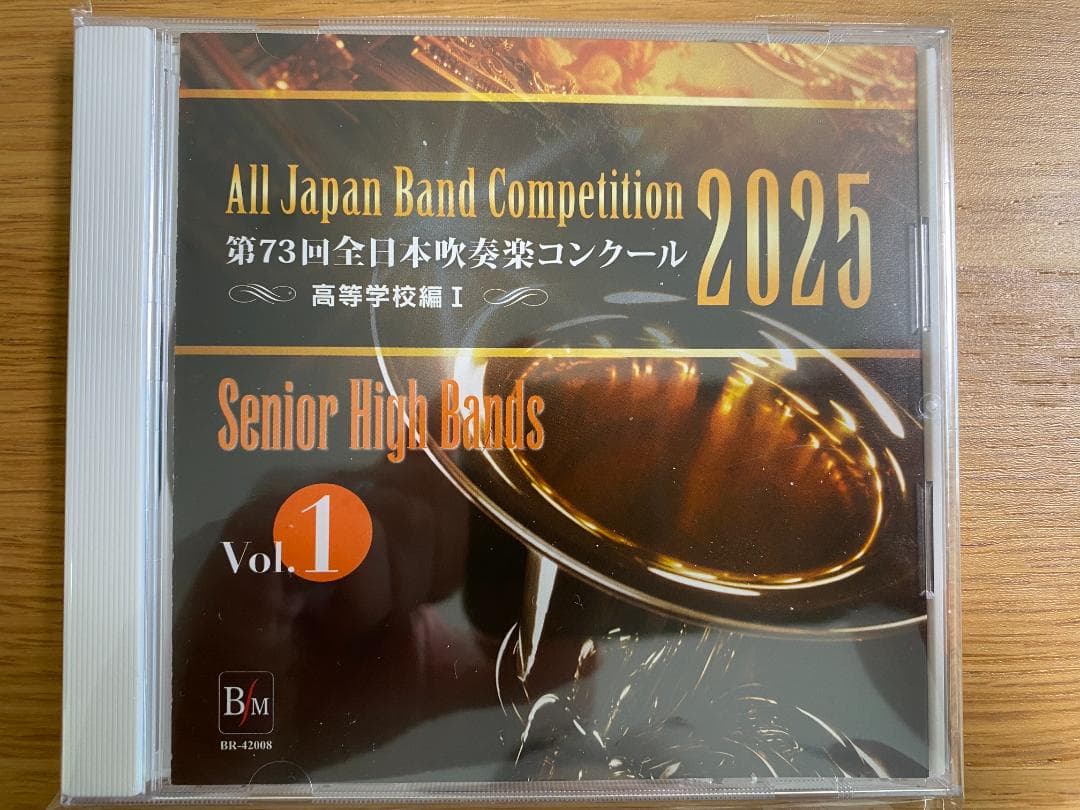 All Japan Band Competition 2025
第73回全日本吹奏楽コンクール
高等学校編 I
Senior High Bands
Vol. 1
BfM
BR-42008